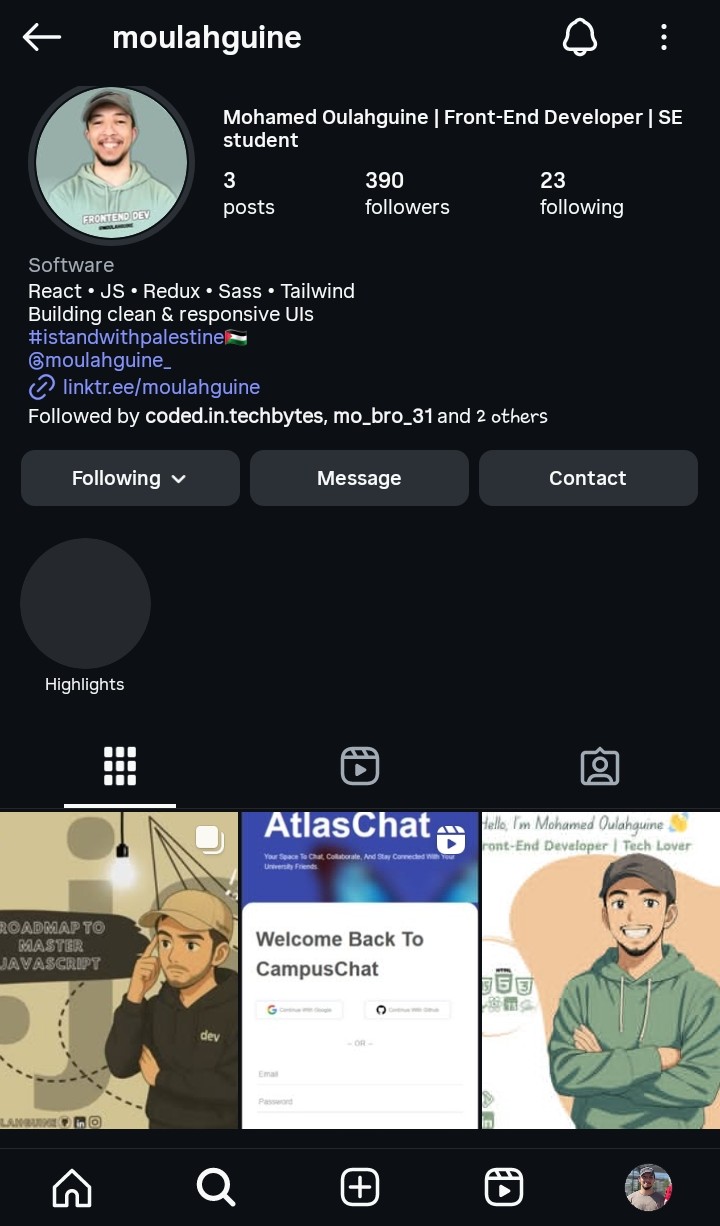 moulahguine
Mohamed Oulahguine | Front-End Developer | SE
student
3
posts
390
followers
23
following
FRONTEND DEV
Software
React • JS • Redux • Sass • Tailwind
Building clean & responsive UIs
#istandwithpalestine🇵🇸
@moulahguine_
linktr.ee/moulahguine
Followed by coded.in.techbytes, mo_bro_31 and 2 others
Following
Message
Contact
Highlights
ROADMAP TO
MASTER
JAVASCRIPT
dev
AtlasChat
Your Space To Chat, Collaborate, And Stay Connected With Your
University Friends.
Welcome Back To
CampusChat
Continue With Google
Continue With Github
-- OR --
Email
Password
Hello, I'm Mohamed Oulahguine 👋
ront-End Developer | Tech Lover
HTML